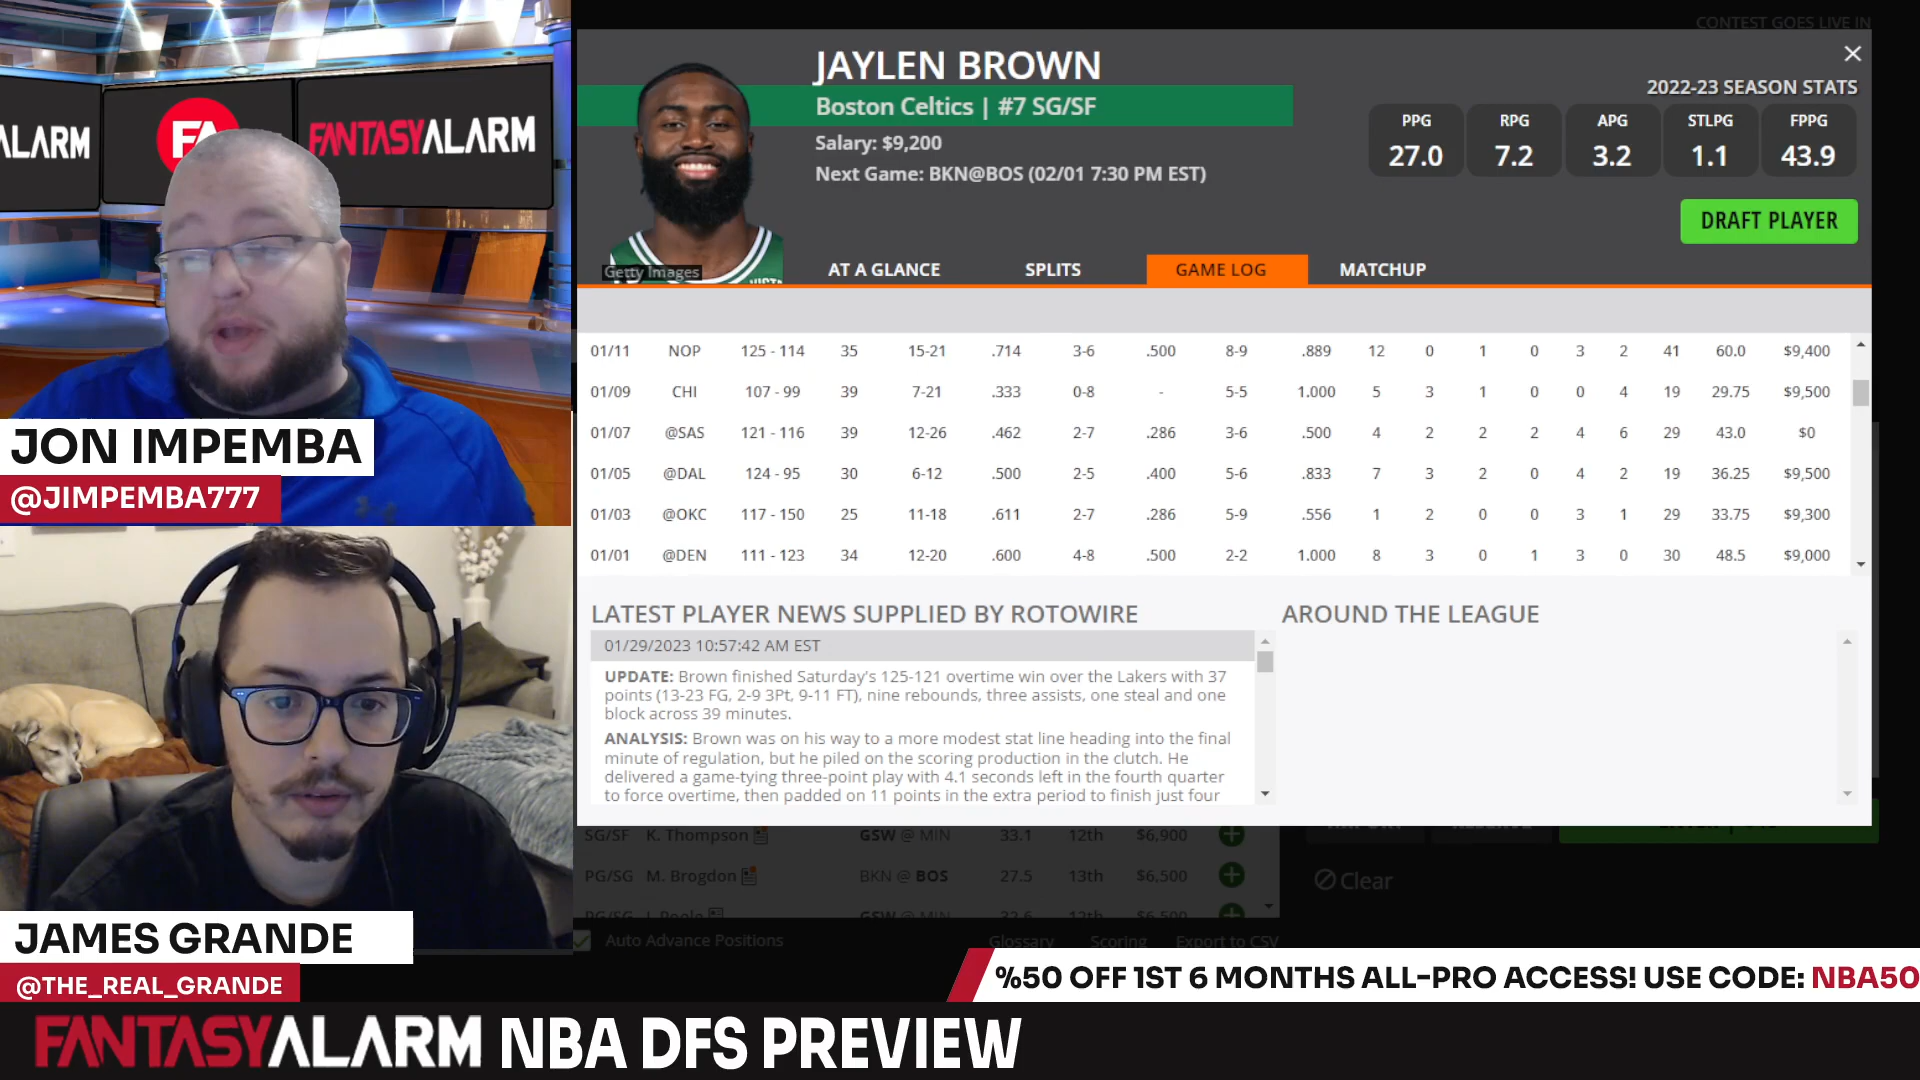 CONTEST GOES LIVE IN
JAYLEN BROWN
Boston Celtics | #7 SG/SF
Salary: $9,200
Next Game: BKN@BOS (02/01 7:30 PM EST)
2022-23 SEASON STATS
PPG RPG APG STLPG FPPG
27.0 7.2 3.2 1.1 43.9
DRAFT PLAYER
Getty Images
AT A GLANCE SPLITS GAME LOG MATCHUP
01/11 NOP 125 - 114 35 15-21 .714 3-6 .500 8-9 .889 12 0 1 0 3 2 41 60.0 $9,400
01/09 CHI 107 - 99 39 7-21 .333 0-8 - 5-5 1.000 5 3 1 0 0 4 19 29.75 $9,500
01/07 @SAS 121 - 116 39 12-26 .462 2-7 .286 3-6 .500 4 2 2 2 4 6 29 43.0 $0
01/05 @DAL 124 - 95 30 6-12 .500 2-5 .400 5-6 .833 7 3 2 0 4 2 19 36.25 $9,500
01/03 @OKC 117 - 150 25 11-18 .611 2-7 .286 5-9 .556 1 2 0 0 3 1 29 33.75 $9,300
01/01 @DEN 111 - 123 34 12-20 .600 4-8 .500 2-2 1.000 8 3 0 1 3 0 30 48.5 $9,000
LATEST PLAYER NEWS SUPPLIED BY ROTOWIRE
01/29/2023 10:57:42 AM EST
UPDATE: Brown finished Saturday's 125-121 overtime win over the Lakers with 37
points (13-23 FG, 2-9 3Pt, 9-11 FT), nine rebounds, three assists, one steal and one
block across 39 minutes.
ANALYSIS: Brown was on his way to a more modest stat line heading into the final
minute of regulation, but he piled on the scoring production in the clutch. He
delivered a game-tying three-point play with 4.1 seconds left in the fourth quarter
to force overtime, then padded on 11 points in the extra period to finish just four
AROUND THE LEAGUE
SG/SF K. Thompson GSW @ MIN 33.1 12th $6,900
PG/SG M. Brogdon BKN @ BOS 27.5 13th $6,500
PG/SG J. Poole GSW @ MIN 32.6 12th $6,500
Clear
Auto Advance Positions
Glossary Scoring Export to CSV
ALARM
FA
FANTASYALARM
JON IMPEMBA
@JIMPEMBA777
JAMES GRANDE
@THE_REAL_GRANDE
%50 OFF 1ST 6 MONTHS ALL-PRO ACCESS! USE CODE: NBA50
FANTASYALARM NBA DFS PREVIEW